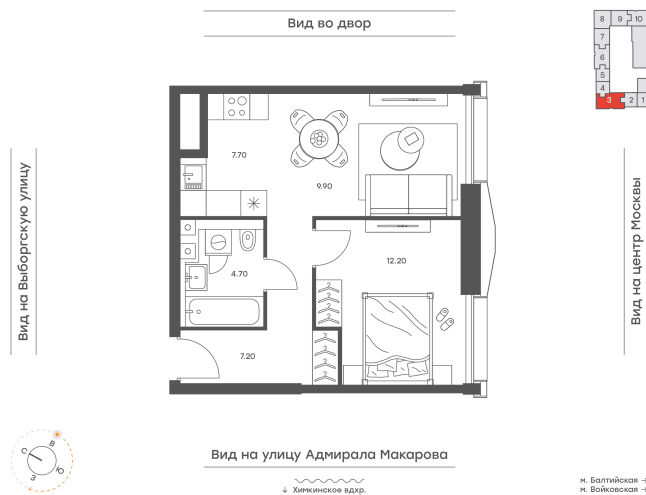 Вид во двор
8 9 10
7
6
5
4
3 2 1
Вид на Выборгскую улицу
7.70
9.90
Вид на центр Москвы
4.70
12.20
7.20
Вид на улицу Адмирала Макарова
↓ Химкинское вдхр.
С В
З Ю
м. Балтийская
м. Войковская